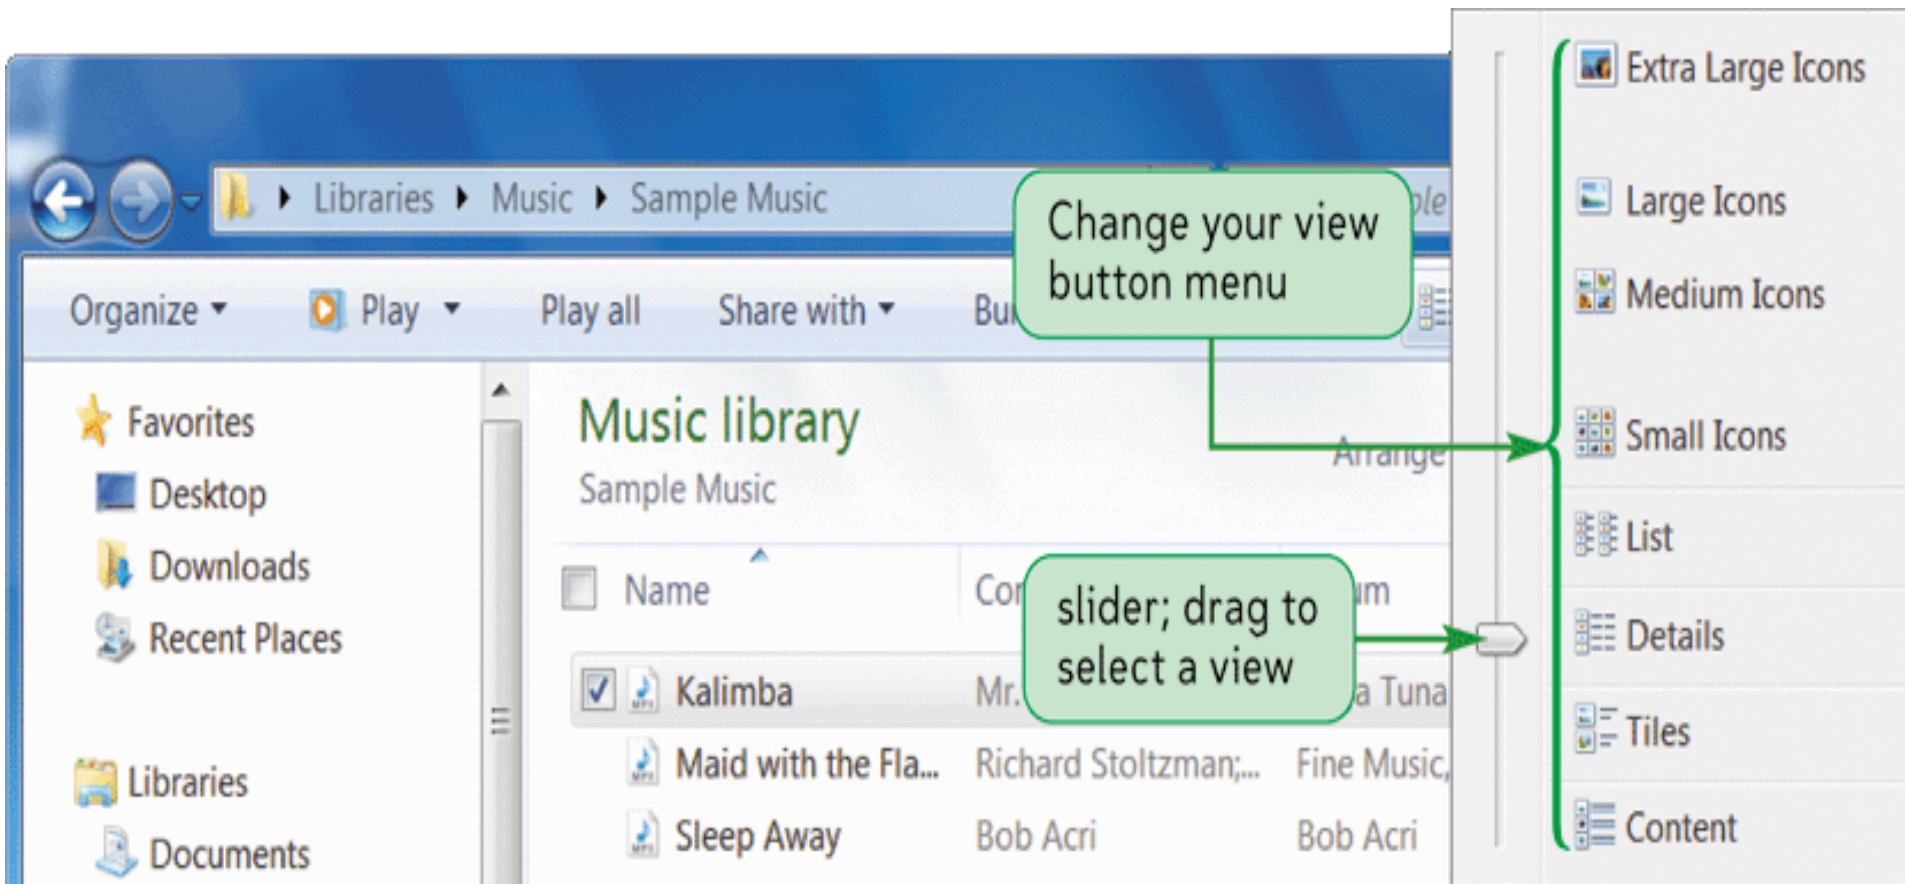 Libraries Music Sample Music
Organize Play Play all Share with
Favorites
Desktop
Downloads
Recent Places
Libraries
Documents
Music library
Sample Music
Arrange
Name
Kalimba Mr. Tuna
Maid with the Fla... Richard Stoltzman;... Fine Music,
Sleep Away Bob Acri Bob Acri
Change your view
button menu
slider; drag to
select a view
Extra Large Icons
Large Icons
Medium Icons
Small Icons
List
Details
Tiles
Content